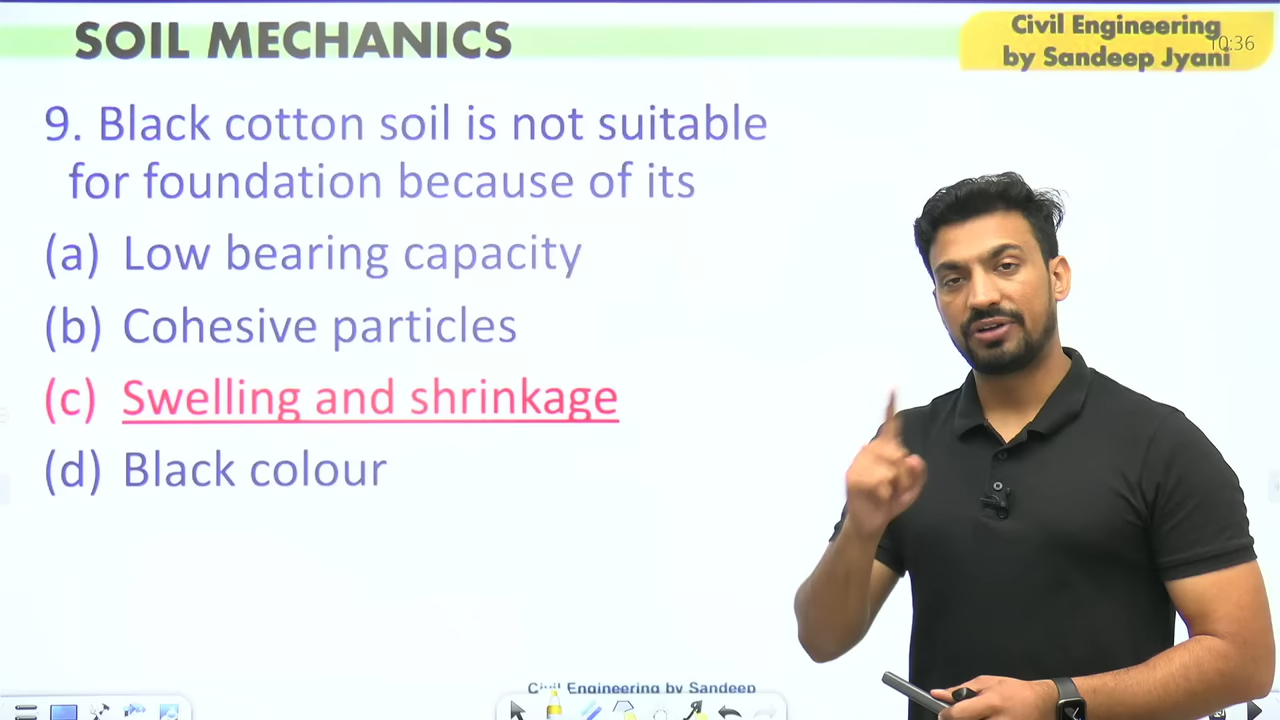 SOIL MECHANICS
Civil Engineering
by Sandeep Jyani
10:36
9. Black cotton soil is not suitable
for foundation because of its
(a) Low bearing capacity
(b) Cohesive particles
(c) Swelling and shrinkage
(d) Black colour
Civil Engineering by Sandeep